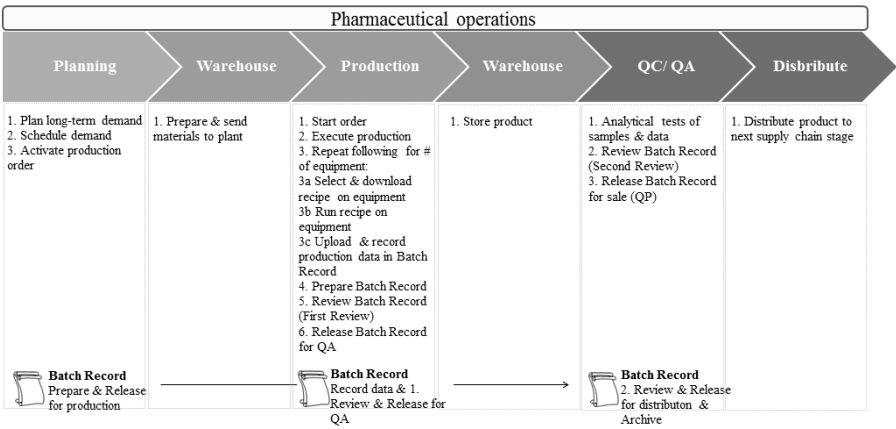 Pharmaceutical operations
Planning
Warehouse
Production
Warehouse
QC/ QA
Disbribute
1. Plan long-term demand
2. Schedule demand
3. Activate production
order
1. Prepare & send
materials to plant
1. Start order
2. Execute production
3. Repeat following for #
of equipment:
3a Select & download
recipe on equipment
3b Run recipe on
equipment
3c Upload & record
production data in Batch
Record
4. Prepare Batch Record
5. Review Batch Record
(First Review)
6. Release Batch Record
for QA
1. Store product
1. Analytical tests of
samples & data
2. Review Batch Record
(Second Review)
3. Release Batch Record
for sale (QP)
1. Distribute product to
next supply chain stage
Batch Record
Prepare & Release
for production
Batch Record
Record data & 1.
Review & Release for
QA
Batch Record
2. Review & Release
for distributon &
Archive